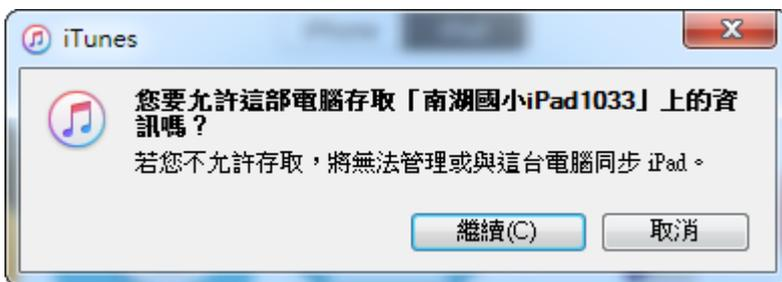 iTunes
您要允許這部電腦存取「南湖國小iPad1033」上的資
訊嗎？
若您不允許存取，將無法管理或與這台電腦同步 iPad。
繼續(C)
取消